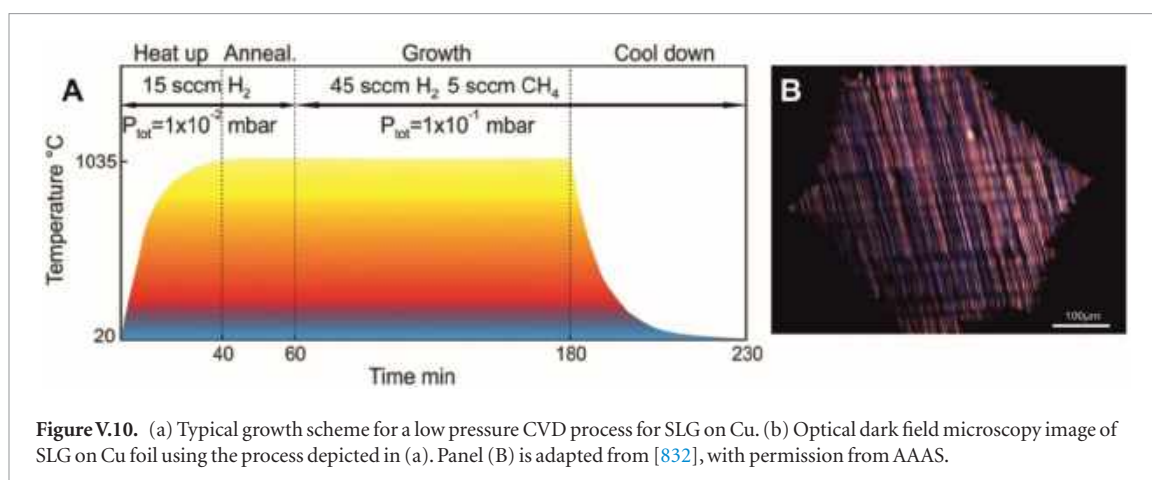 Heat up Anneal. Growth Cool down
A 15 sccm H₂ 45 sccm H₂ 5 sccm CH₄ B
Pₜₒₜ=1x10⁻² mbar Pₜₒₜ=1x10⁻¹ mbar
1035
Temperature °C
20
40 60 180 230
Time min
100μm
Figure V.10. (a) Typical growth scheme for a low pressure CVD process for SLG on Cu. (b) Optical dark field microscopy image of
SLG on Cu foil using the process depicted in (a). Panel (B) is adapted from [832], with permission from AAAS.